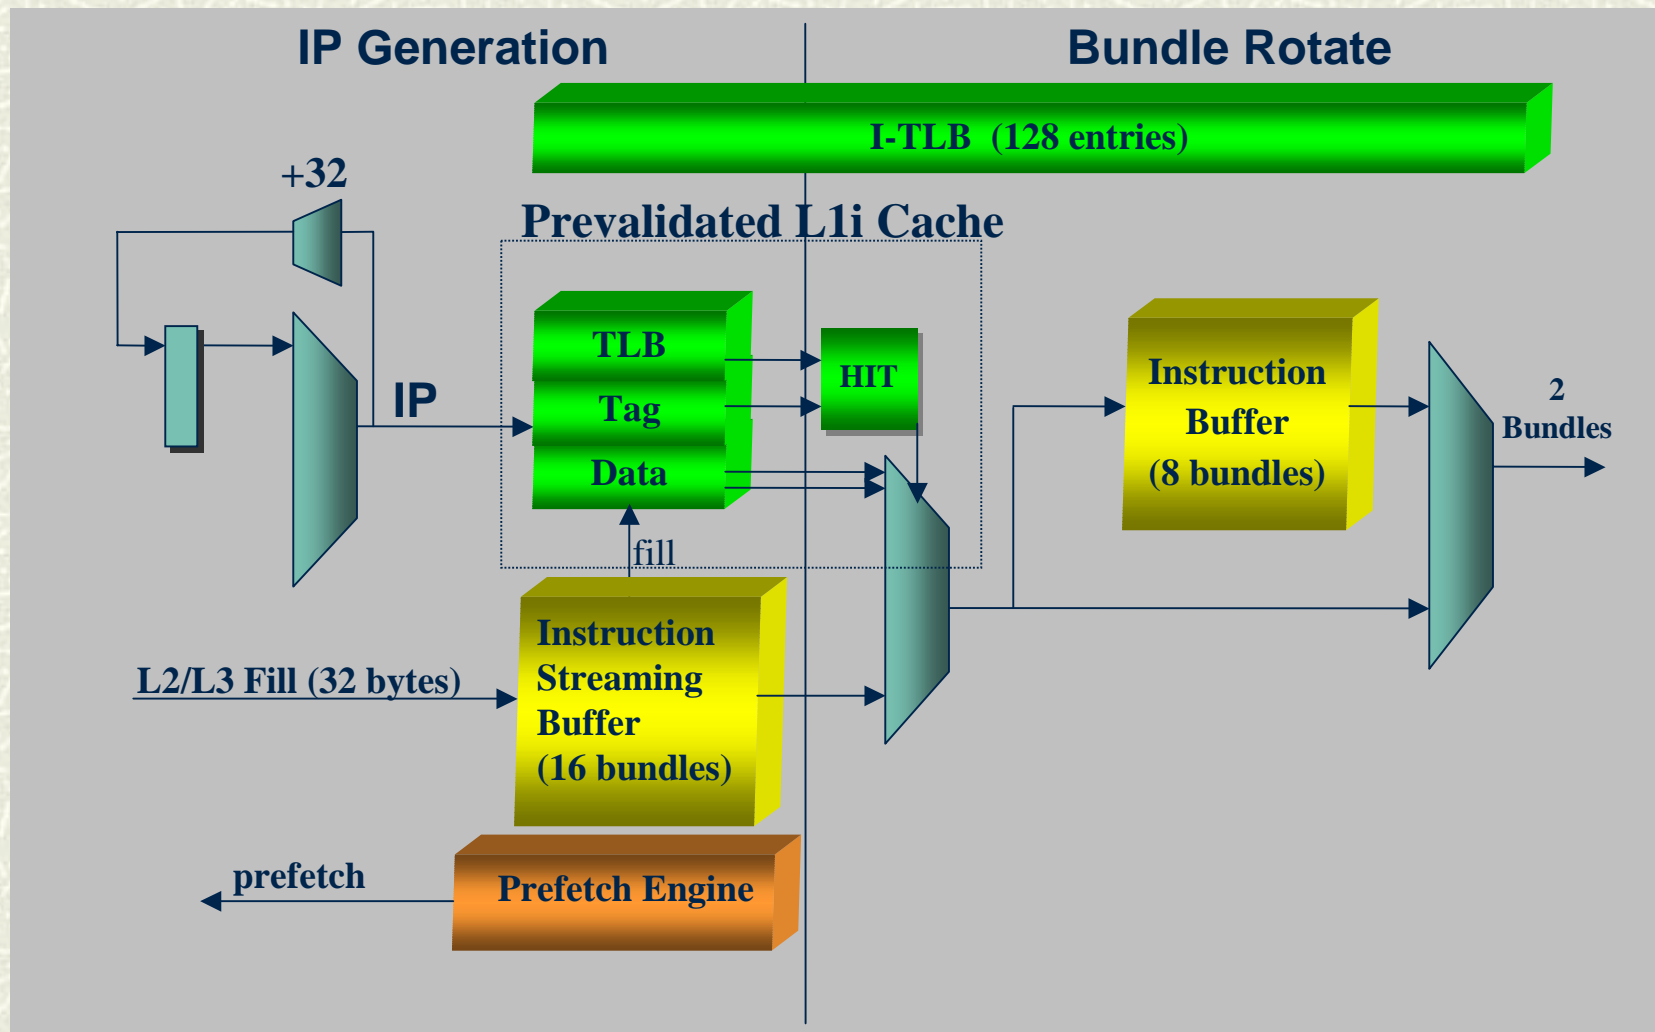 IP Generation
Bundle Rotate
I-TLB (128 entries)
+32
Prevalidated L1i Cache
TLB
HIT
IP
Tag
Data
fill
Instruction
Buffer
(8 bundles)
2
Bundles
L2/L3 Fill (32 bytes)
Instruction
Streaming
Buffer
(16 bundles)
prefetch
Prefetch Engine